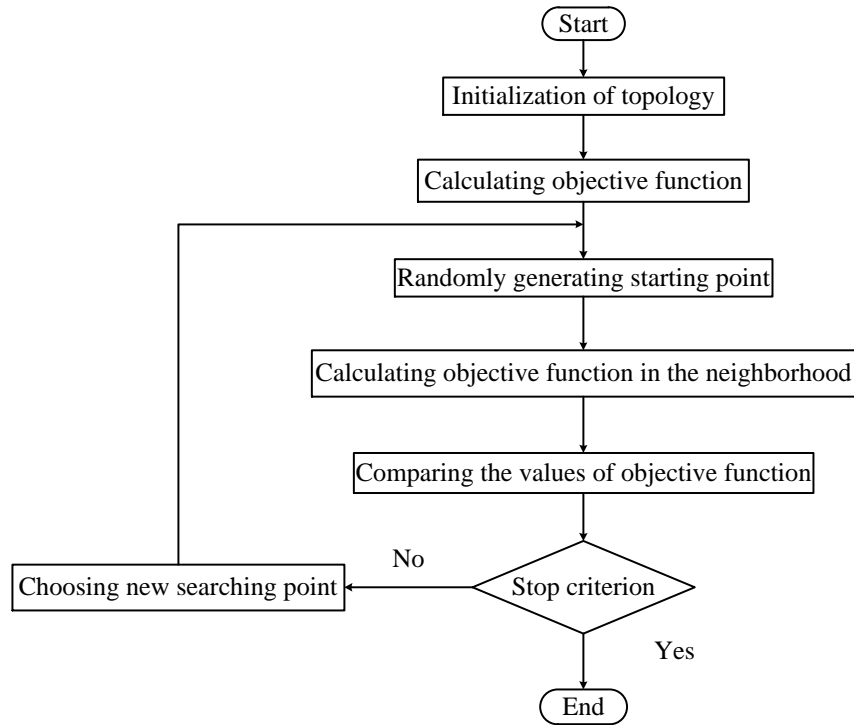 Start
Initialization of topology
Calculating objective function
Randomly generating starting point
Calculating objective function in the neighborhood
Comparing the values of objective function
No
Choosing new searching point
Stop criterion
Yes
End